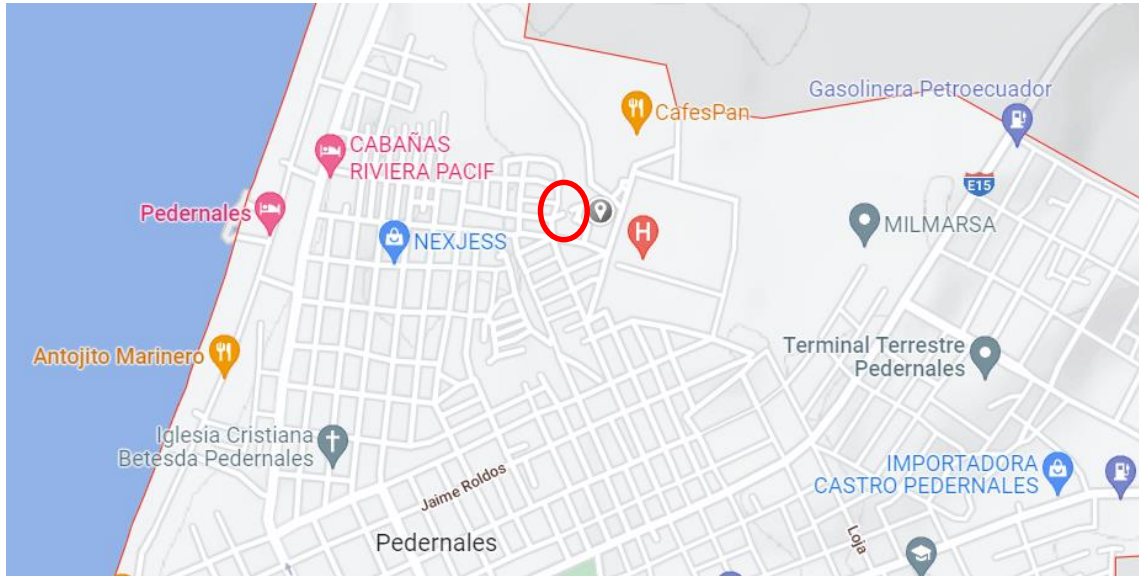 CafesPan
Gasolinera Petroecuador
CABAÑAS
RIVIERA PACIF
E15
Pedernales
NEXJESS
H
MILMARSA
Antojito Marinero
Terminal Terrestre
Pedernales
Iglesia Cristiana
Betesda Pedernales
Jaime Roldos
IMPORTADORA
CASTRO PEDERNALES
Loja
Pedernales